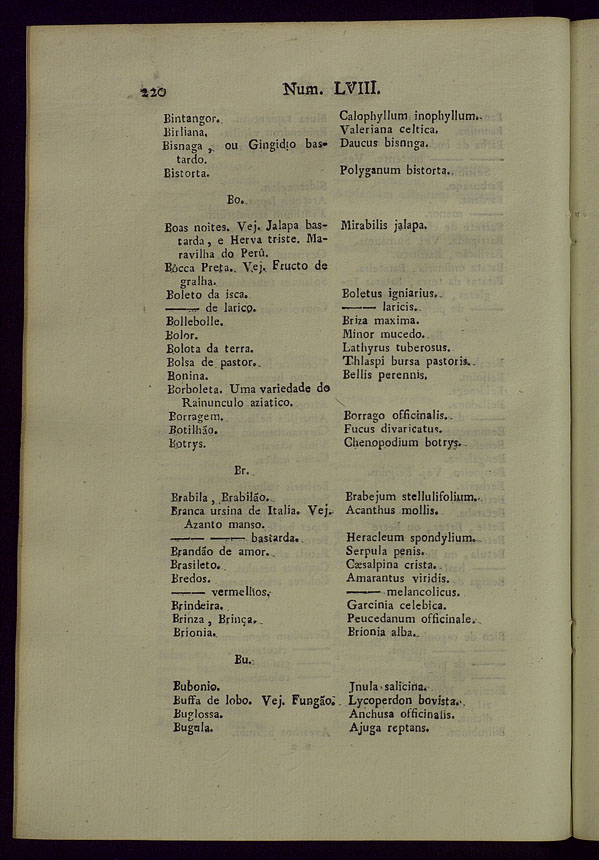 220 Num. LVIII.
Bintangor. Calophyllum inophyllum.
Birliana. Valeriana celtica.
Bisnaga, ou Gingidio bas- Daucus bisnnga.
tardo.
Bistorta. Polyganum bistorta.
Bo.
Boas noites. Vej. Jalapa bas- Mirabilis jalapa.
tarda, e Herva triste. Ma-
ravilha do Perû.
Bôcca Preta. Vej. Fructo de
gralha.
Boleto da isca. Boletus igniarius.
—— de lariço. —— laricis.
Bollebolle. Briza maxima.
Bolor. Minor mucedo.
Bolota da terra. Lathyrus tuberosus.
Bolsa de pastor. Thlaspi bursa pastoris.
Bonina. Bellis perennis.
Borboleta. Uma variedade do
Rainunculo aziatico.
Borragem. Borrago officinalis.
Botilhão. Fucus divaricatus.
Botrys. Chenopodium botrys.
Br.
Brabila, Brabilão. Brabejum stellulifolium.
Branca ursina de Italia. Vej. Acanthus mollis.
Azanto manso.
—— —— bastarda. Heracleum spondylium.
Brandão de amor. Serpula penis.
Brasileto. Cæsalpina crista.
Bredos. Amarantus viridis.
—— vermelhos. —— melancolicus.
Brindeira. Garcinia celebica.
Brinza, Brinça. Peucedanum officinale.
Brionia. Brionia alba.
Bu.
Bubonio. Jnula salicina.
Buffa de lobo. Vej. Fungão. Lycoperdon bovista.
Buglossa. Anchusa officinalis.
Bugula. Ajuga reptans.